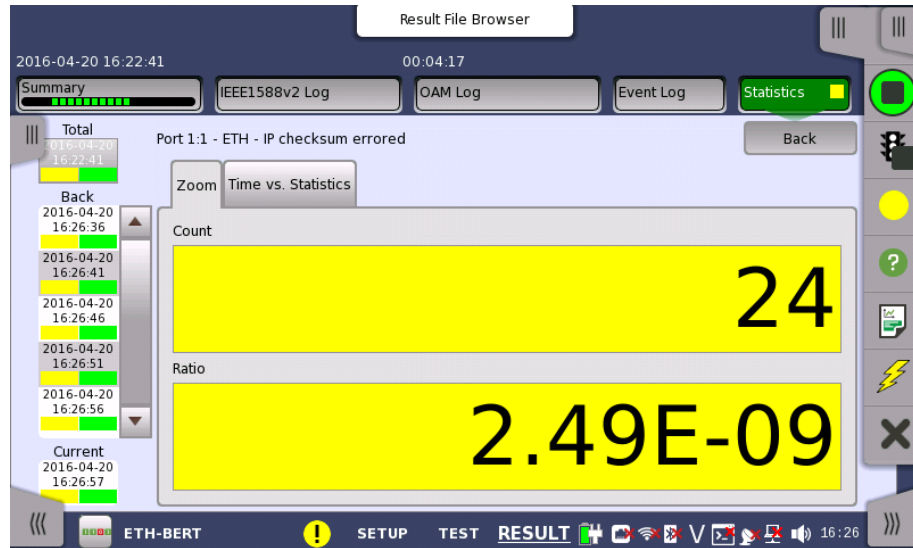 Result File Browser
2016-04-20 16:22:41 00:04:17
Summary IEEE1588v2 Log OAM Log Event Log Statistics
Total
2016-04-20
16:22:41
Port 1:1 - ETH - IP checksum errored
Back
Zoom Time vs. Statistics
Back
2016-04-20
16:26:36
2016-04-20
16:26:41
2016-04-20
16:26:46
2016-04-20
16:26:51
2016-04-20
16:26:56
Current
2016-04-20
16:26:57
Count
24
Ratio
2.49E-09
ETH-BERT ! SETUP TEST RESULT 16:26